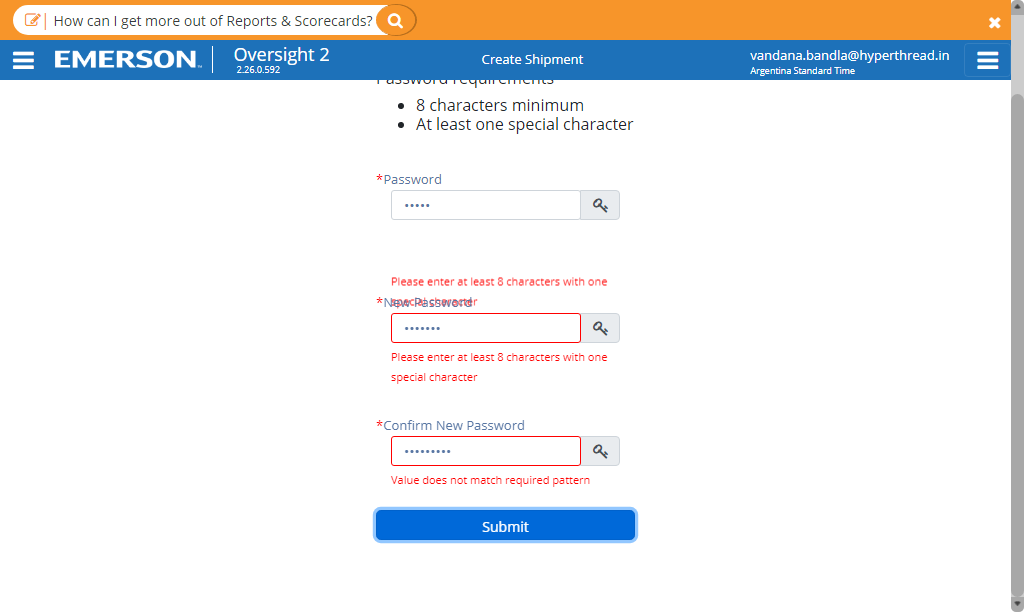 How can I get more out of Reports & Scorecards?
EMERSON™
Oversight 2
2.26.0.592
Create Shipment
vandana.bandla@hyperthread.in
Argentina Standard Time
Password requirements
8 characters minimum
At least one special character
*Password
•••••
Please enter at least 8 characters with one
special character
*New Password
•••••••
Please enter at least 8 characters with one
special character
*Confirm New Password
•••••••••
Value does not match required pattern
Submit